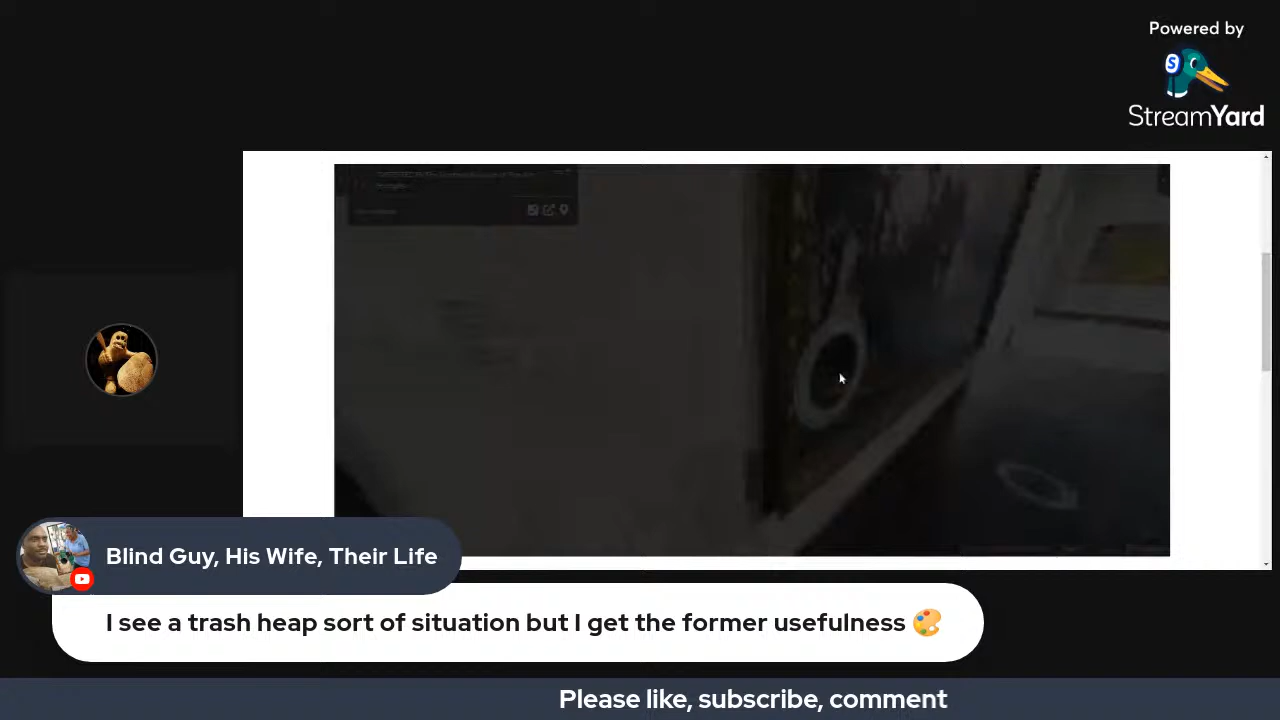 Powered by
StreamYard
Blind Guy, His Wife, Their Life
I see a trash heap sort of situation but I get the former usefulness 🎨
Please like, subscribe, comment